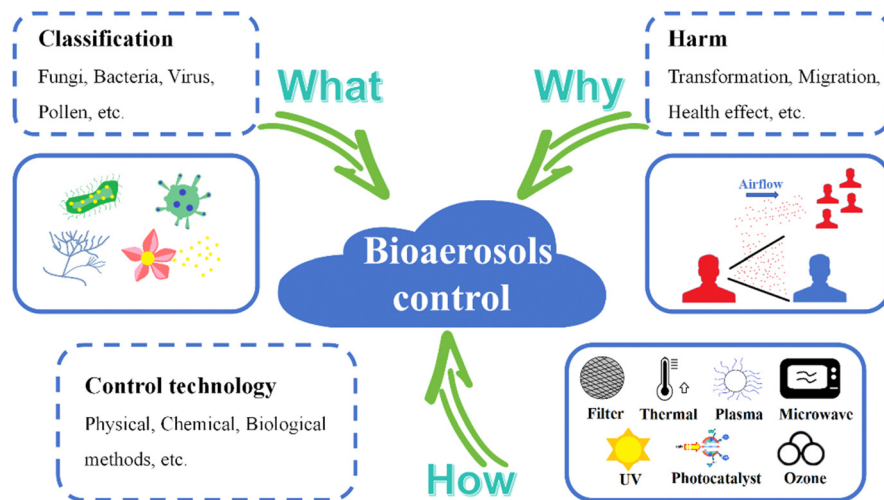 Classification
Fungi, Bacteria, Virus,
Pollen, etc.
What
Why
Harm
Transformation, Migration,
Health effect, etc.
Airflow
Bioaerosols
control
Control technology
Physical, Chemical, Biological
methods, etc.
How
Filter Thermal Plasma Microwave
UV Photocatalyst Ozone